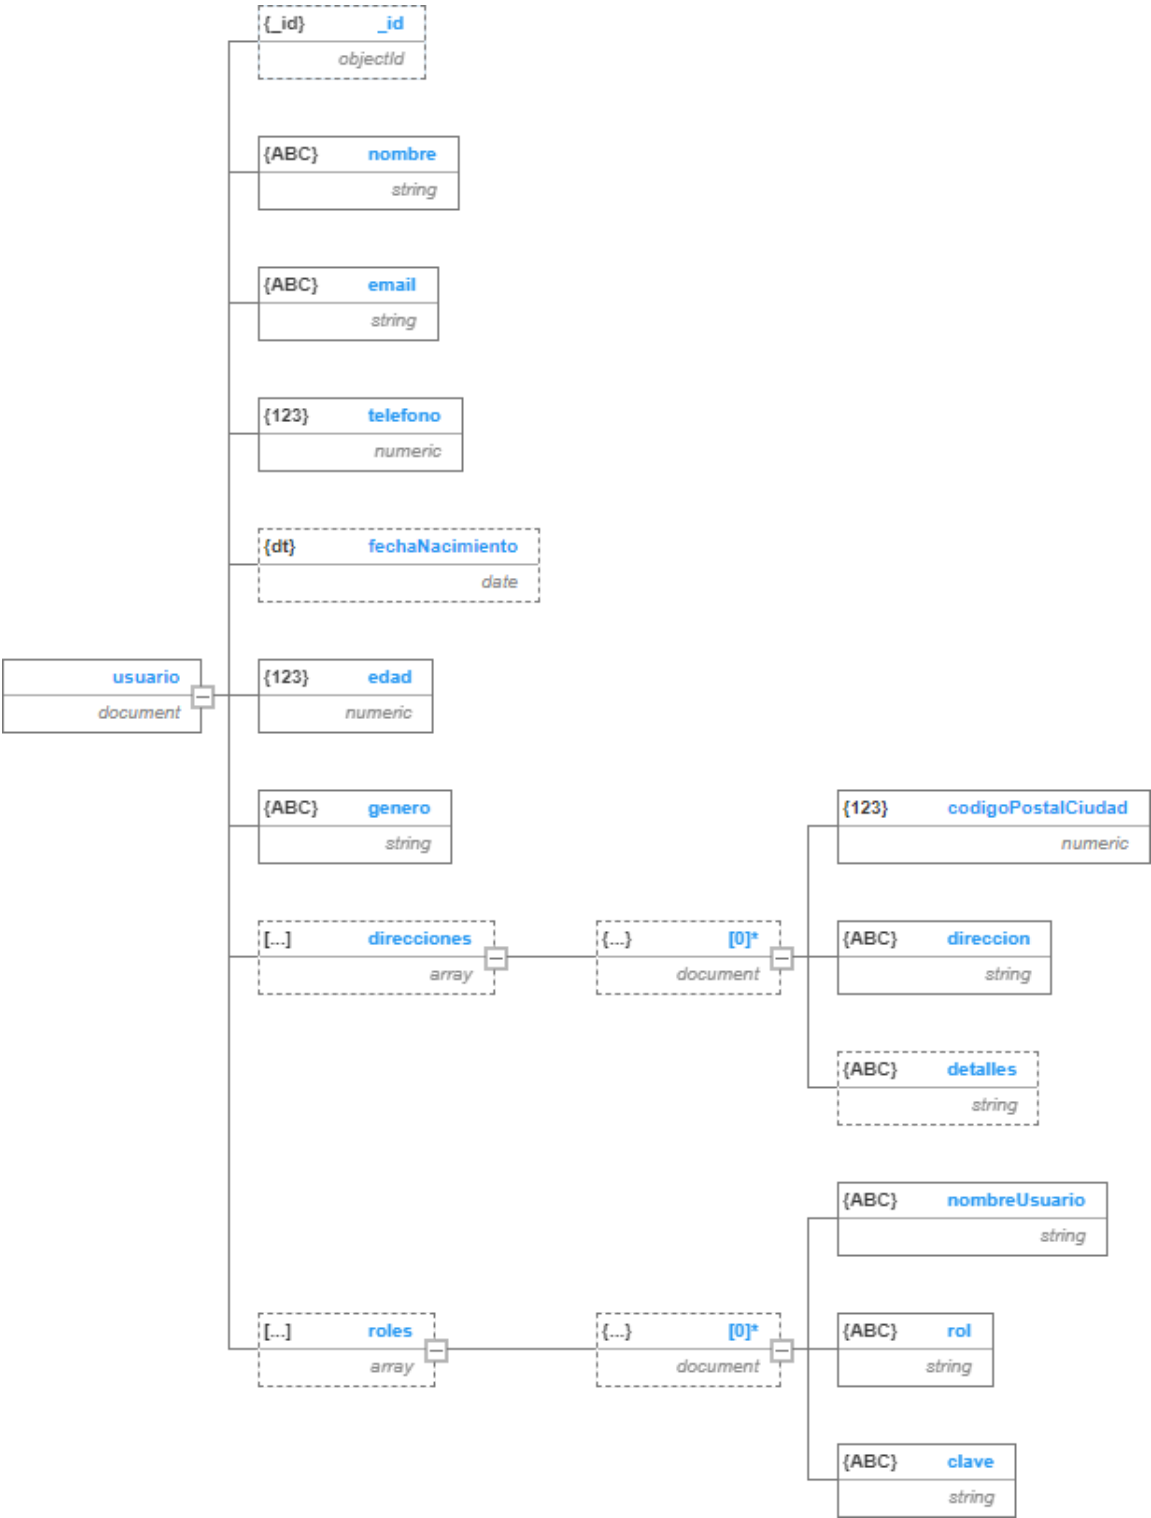 {_id} _id
objectId
{ABC} nombre
string
{ABC} email
string
{123} telefono
numeric
{dt} fechaNacimiento
date
usuario
document
{123} edad
numeric
{ABC} genero
string
[...] direcciones
array
{...} [0]*
document
{123} codigoPostalCiudad
numeric
{ABC} direccion
string
{ABC} detalles
string
[...] roles
array
{...} [0]*
document
{ABC} nombreUsuario
string
{ABC} rol
string
{ABC} clave
string